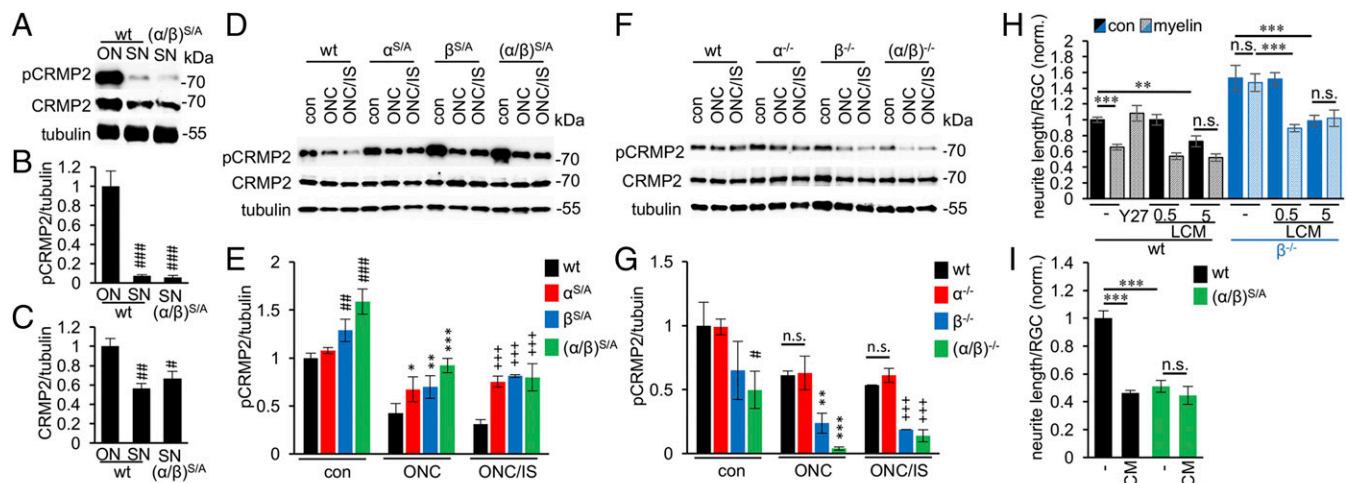 A
wt (α/β)S/A
ON SN SN kDa
pCRMP2 -70
CRMP2 -70
tubulin -55
B
pCRMP2/tubulin
1.2
1
0.8
0.6
0.4
0.2
0
### ###
ON SN SN
wt (α/β)S/A
C
CRMP2/tubulin
1.2
1
0.8
0.6
0.4
0.2
0
## #
ON SN SN
wt (α/β)S/A
D
wt αS/A βS/A (α/β)S/A
con ONC ONC/IS con ONC ONC/IS con ONC ONC/IS con ONC ONC/IS
kDa
pCRMP2 -70
CRMP2 -70
tubulin -55
E
pCRMP2/tubulin
2
1.5
1
0.5
0
## ###
* ** ***
+++ +++ +++
wt
αS/A
βS/A
(α/β)S/A
con ONC ONC/IS
F
wt α-/- β-/- (α/β)-/-
con ONC ONC/IS con ONC ONC/IS con ONC ONC/IS con ONC ONC/IS
kDa
pCRMP2 -70
CRMP2 -70
tubulin -55
G
pCRMP2/tubulin
1.5
1
0.5
0
#
n.s. ** ***
n.s. +++ +++
wt
α-/-
β-/-
(α/β)-/-
con ONC ONC/IS
H
con myelin
neurite length/RGC (norm.)
2
1.8
1.6
1.4
1.2
1
0.8
0.6
0.4
0.2
0
***
n.s. ***
**
*** n.s. n.s.
- Y27 0.5 5 - 0.5 5
LCM LCM
wt β-/-
I
wt
(α/β)S/A
neurite length/RGC (norm.)
1.2
1
0.8
0.6
0.4
0.2
0
***
***
n.s.
- CM - CM